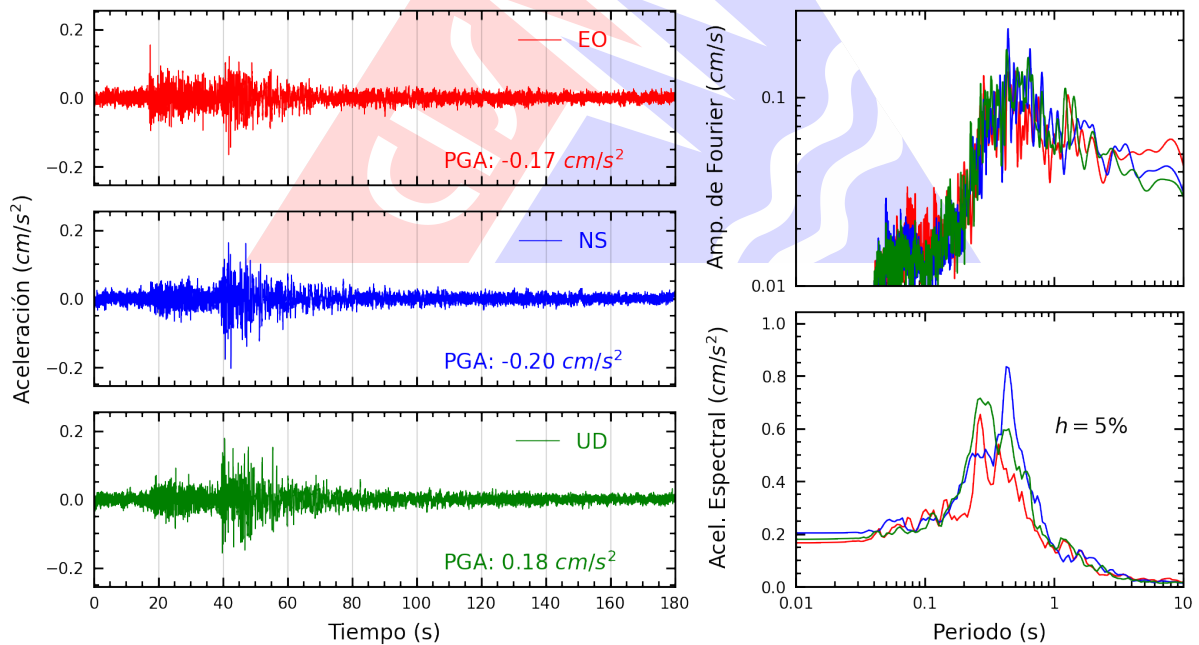 Aceleración (cm/s²)
0.2
0.0
−0.2
EO
PGA: -0.17 cm/s²
0.2
0.0
−0.2
NS
PGA: -0.20 cm/s²
0.2
0.0
−0.2
UD
PGA: 0.18 cm/s²
0 20 40 60 80 100 120 140 160 180
Tiempo (s)
Amp. de Fourier (cm/s)
0.1
0.01
Acel. Espectral (cm/s²)
1.0
0.8
0.6
0.4
0.2
0.0
h = 5%
0.01 0.1 1 10
Periodo (s)